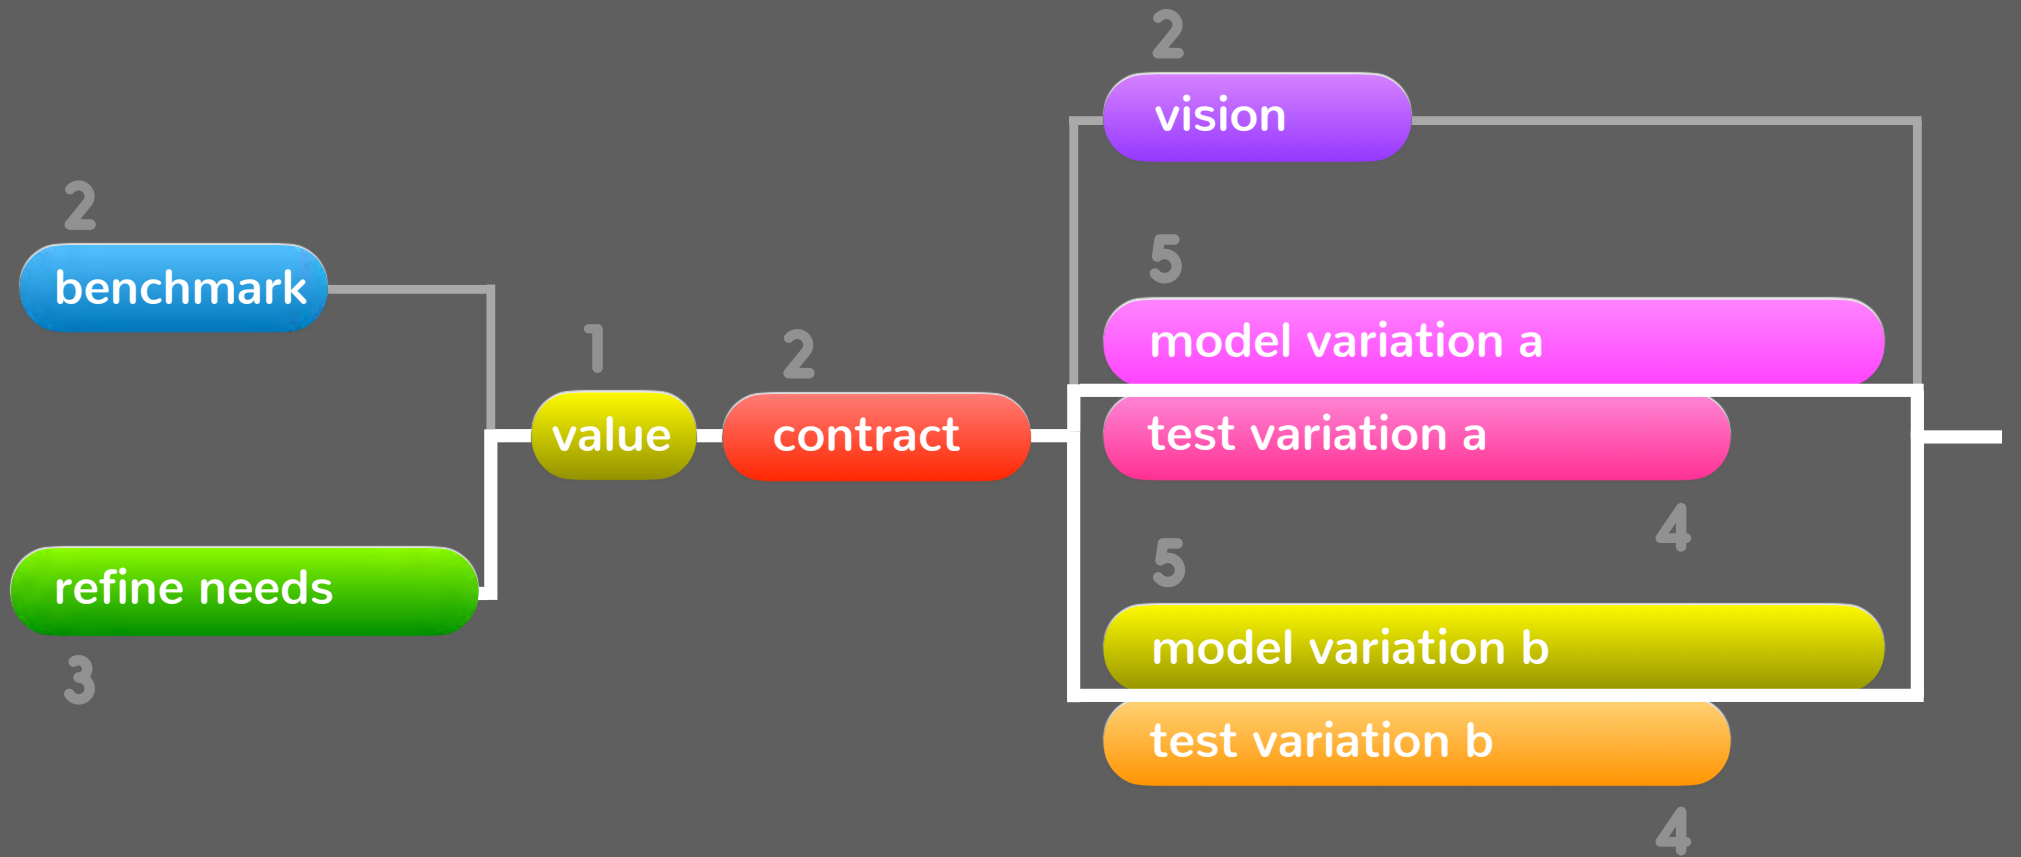 2
benchmark
refine needs
3
1
value
2
contract
2
vision
5
model variation a
test variation a
4
5
model variation b
test variation b
4